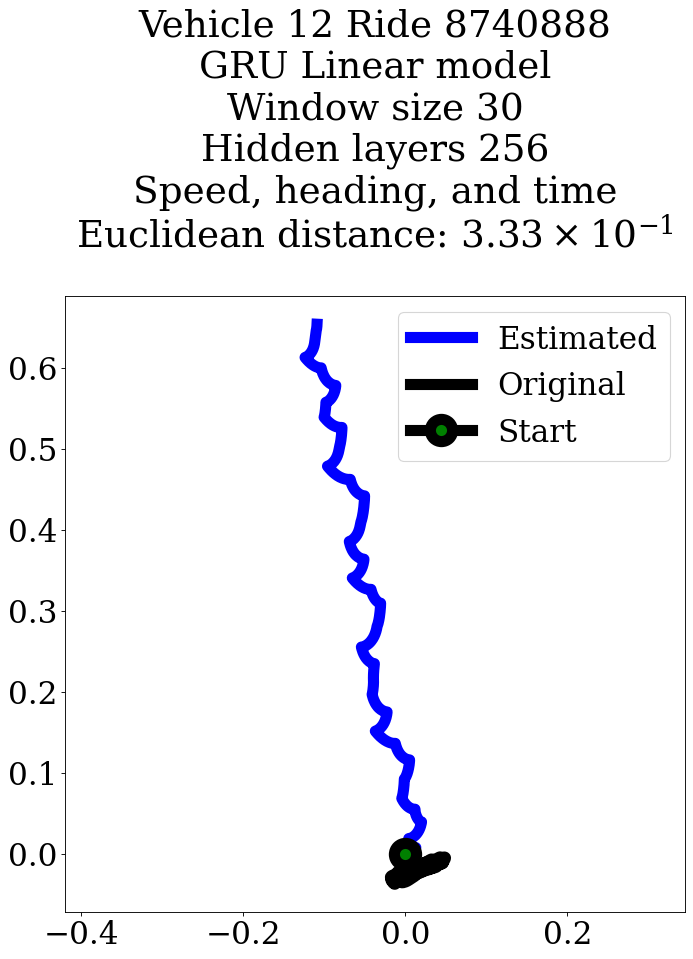 Vehicle 12 Ride 8740888
GRU Linear model
Window size 30
Hidden layers 256
Speed, heading, and time
Euclidean distance: 3.33 × 10⁻¹
Estimated
Original
Start
0.6
0.5
0.4
0.3
0.2
0.1
0.0
−0.4 −0.2 0.0 0.2